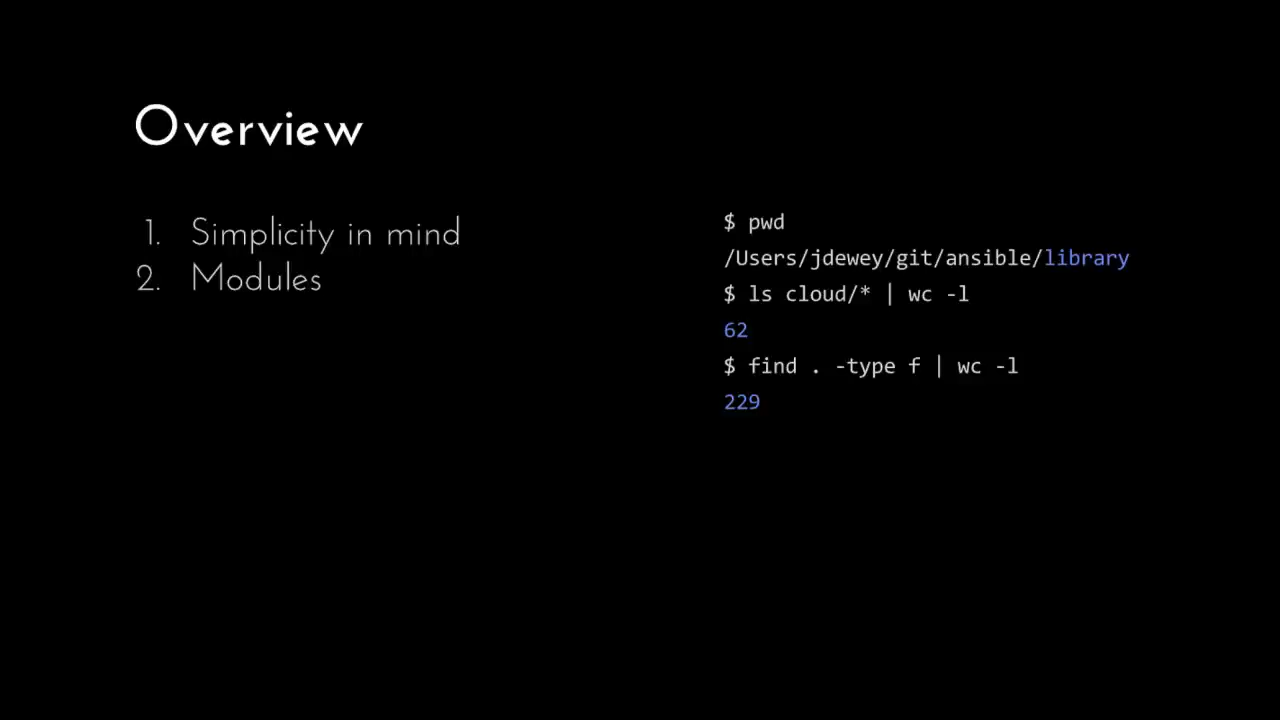 Overview
1. Simplicity in mind
2. Modules
$ pwd
/Users/jdewey/git/ansible/library
$ ls cloud/* | wc -l
62
$ find . -type f | wc -l
229